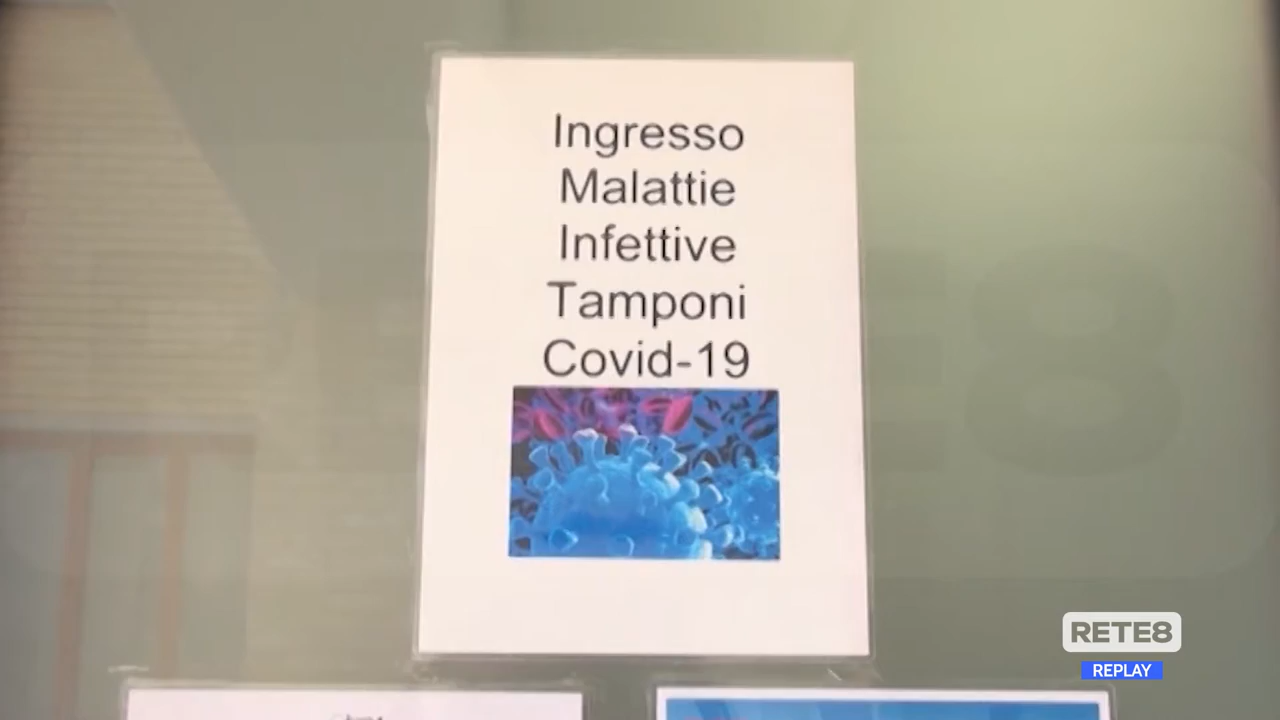 Ingresso
Malattie
Infettive
Tamponi
Covid-19
RETE8
REPLAY